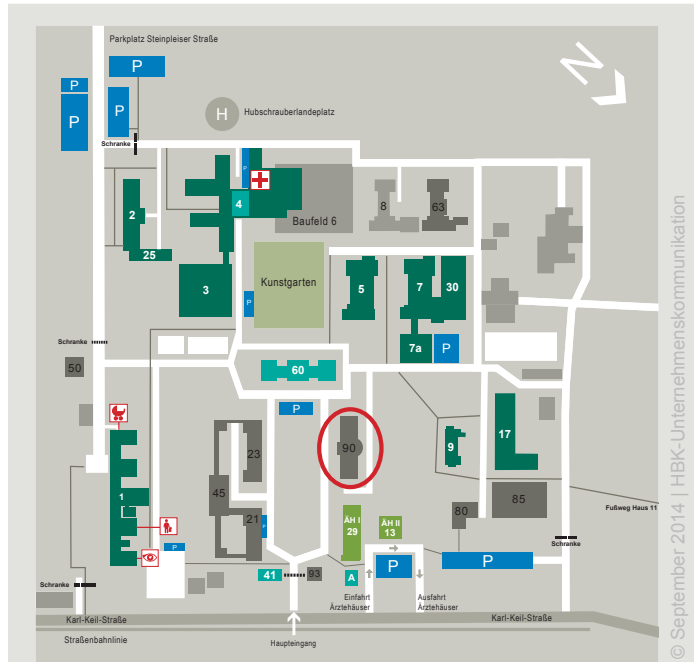 Parkplatz Steinpleiser Straße
P
P
P
P
N
H
Hubschrauberlandeplatz
Schranke
P
4
2
25
3
Baufeld 6
8
63
Kunstgarten
P
5
7
30
7a
P
Schranke
50
60
P
90
23
45
21
P
9
17
85
80
1
P
ÄH I
29
ÄH II
13
Fußweg Haus 11
Schranke
P
P
A
41
93
Schranke
Einfahrt
Ärztehäuser
Ausfahrt
Ärztehäuser
Karl-Keil-Straße
Karl-Keil-Straße
Straßenbahnlinie
Haupteingang
© September 2014 | HBK-Unternehmenskommunikation